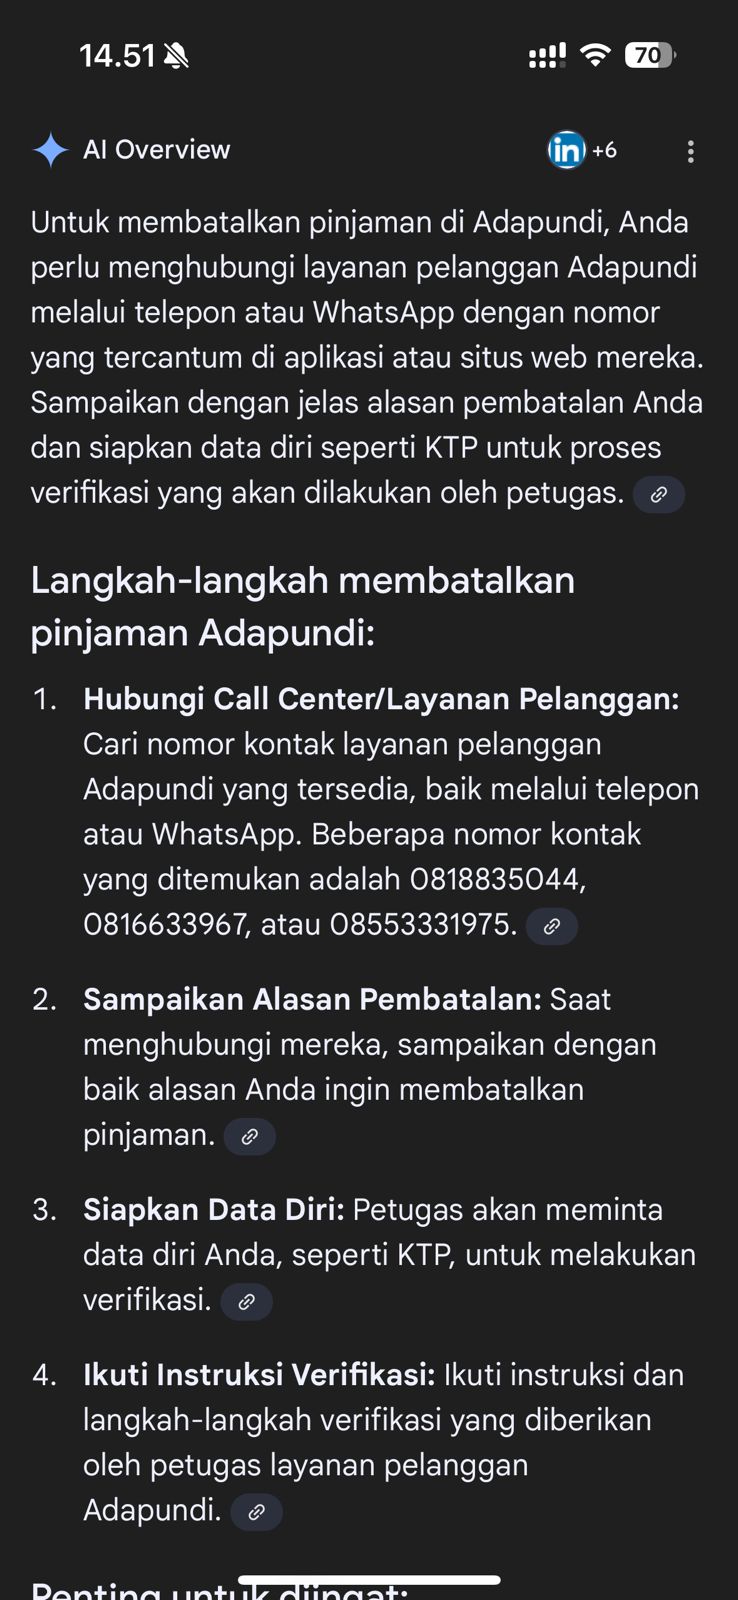 14.51
70
AI Overview
in +6
Untuk membatalkan pinjaman di Adapundi, Anda
perlu menghubungi layanan pelanggan Adapundi
melalui telepon atau WhatsApp dengan nomor
yang tercantum di aplikasi atau situs web mereka.
Sampaikan dengan jelas alasan pembatalan Anda
dan siapkan data diri seperti KTP untuk proses
verifikasi yang akan dilakukan oleh petugas.
Langkah-langkah membatalkan
pinjaman Adapundi:
1. Hubungi Call Center/Layanan Pelanggan:
Cari nomor kontak layanan pelanggan
Adapundi yang tersedia, baik melalui telepon
atau WhatsApp. Beberapa nomor kontak
yang ditemukan adalah 0818835044,
0816633967, atau 08553331975.
2. Sampaikan Alasan Pembatalan: Saat
menghubungi mereka, sampaikan dengan
baik alasan Anda ingin membatalkan
pinjaman.
3. Siapkan Data Diri: Petugas akan meminta
data diri Anda, seperti KTP, untuk melakukan
verifikasi.
4. Ikuti Instruksi Verifikasi: Ikuti instruksi dan
langkah-langkah verifikasi yang diberikan
oleh petugas layanan pelanggan
Adapundi.
Penting untuk diingat: